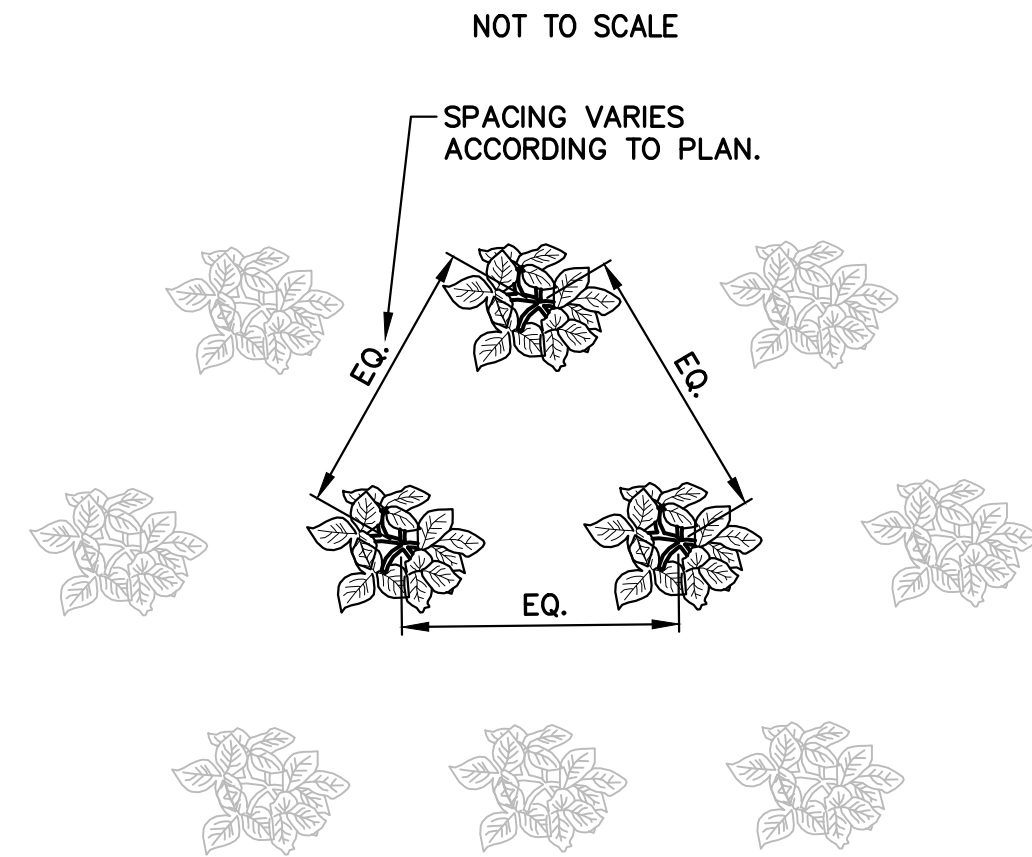 NOT TO SCALE
SPACING VARIES
ACCORDING TO PLAN.
EQ.
EQ.
EQ.